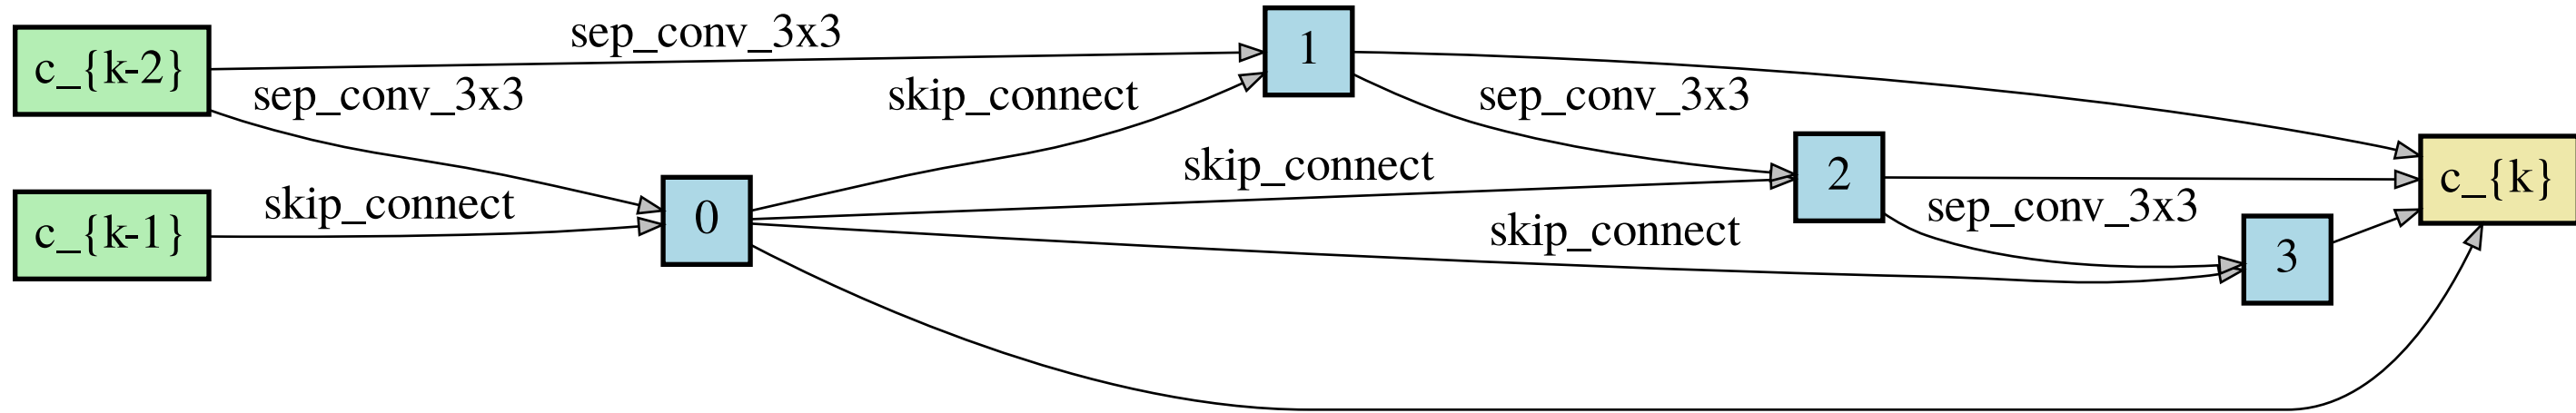 c_{k-2}
sep_conv_3x3
sep_conv_3x3
c_{k-1}
skip_connect
0
skip_connect
1
skip_connect
sep_conv_3x3
2
skip_connect
sep_conv_3x3
3
c_{k}